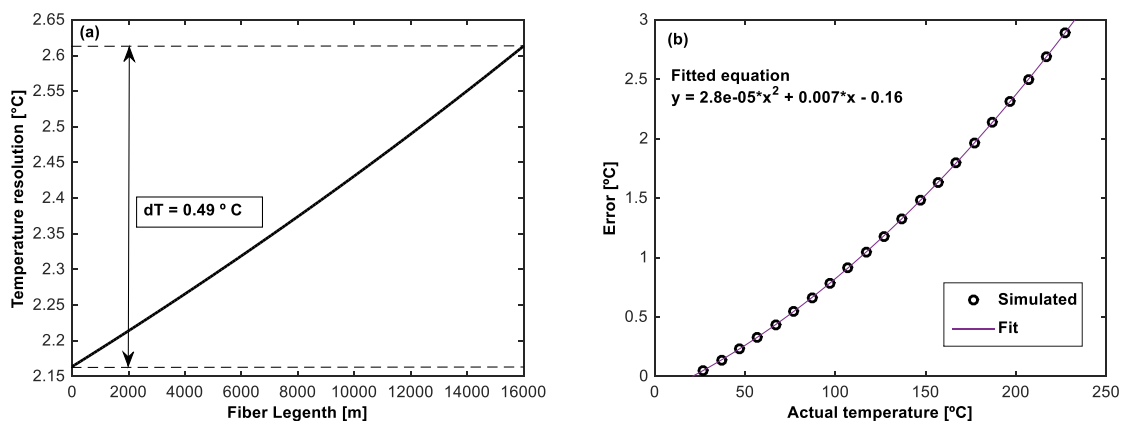 (a)
2.65
2.6
2.55
2.5
2.45
2.4
2.35
2.3
2.25
2.2
2.15
Temperature resolution [°C]
dT = 0.49 º C
0 2000 4000 6000 8000 10000 12000 14000 16000
Fiber Legenth [m]
(b)
3
2.5
2
1.5
1
0.5
0
Error [ºC]
Fitted equation
y = 2.8e-05*x2 + 0.007*x - 0.16
Simulated
Fit
0 50 100 150 200 250
Actual temperature [ºC]